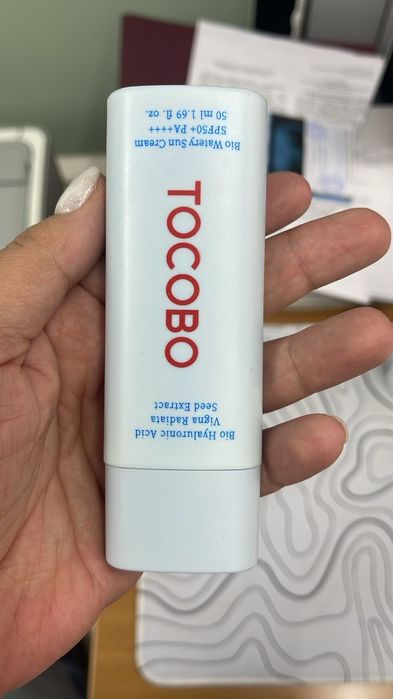 Bio Hyaluronic Acid
Vigna Radiata
Seed Extract
TOCOBO
Bio Watery Sun Cream
SPF50+ PA++++
50 ml 1.69 fl. oz.